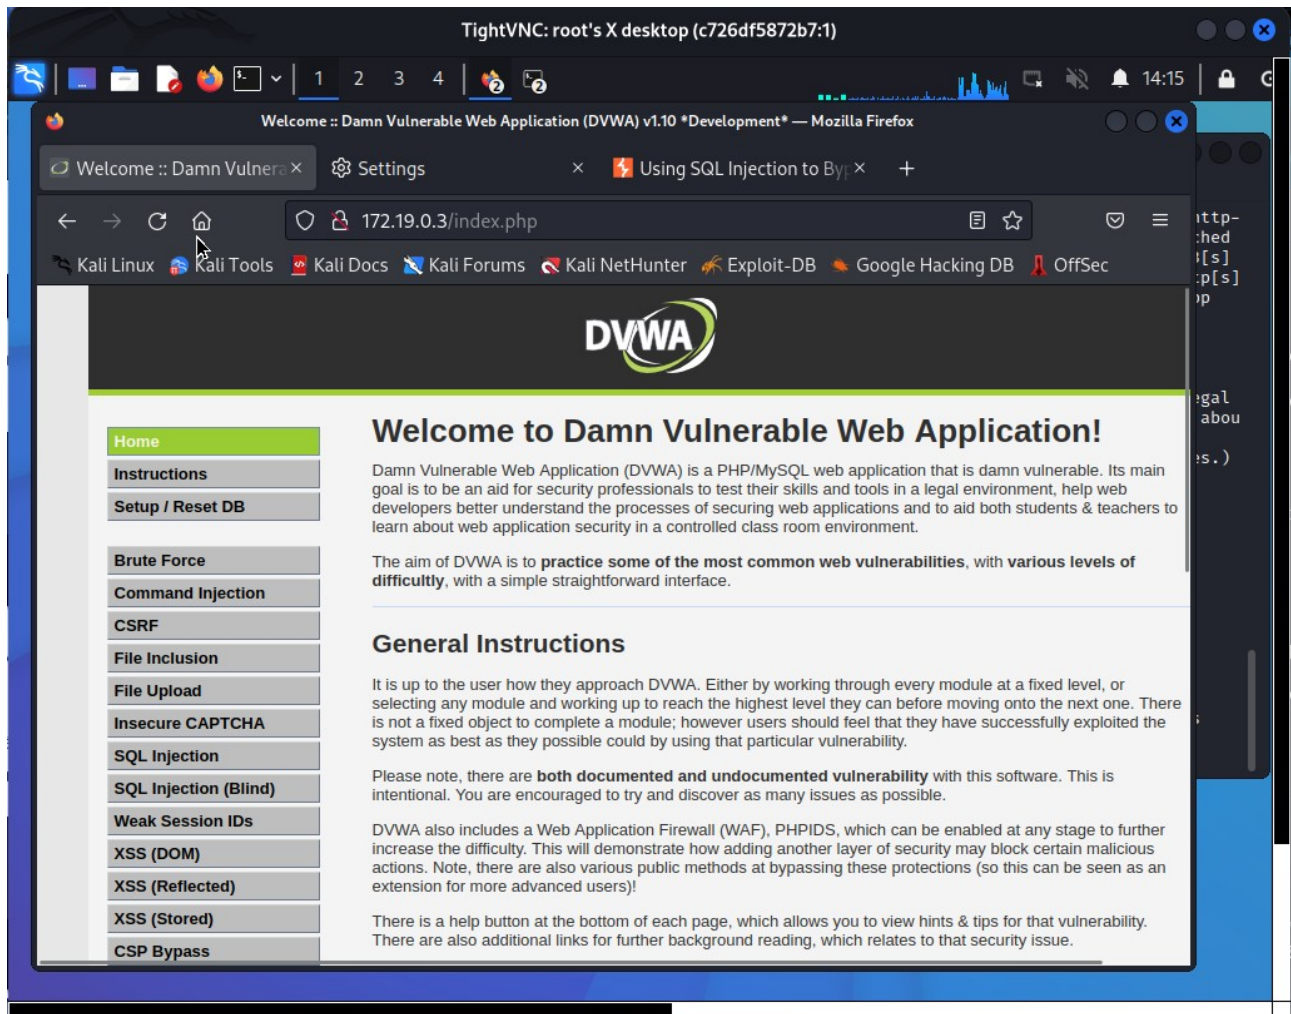 TightVNC: root's X desktop (c726df5872b7:1)
1 2 3 4 2 2 14:15
Welcome :: Damn Vulnerable Web Application (DVWA) v1.10 *Development* — Mozilla Firefox
Welcome :: Damn Vulnera Settings Using SQL Injection to Byp
172.19.0.3/index.php
Kali Linux Kali Tools Kali Docs Kali Forums Kali NetHunter Exploit-DB Google Hacking DB OffSec
DVWA
Home
Instructions
Setup / Reset DB
Brute Force
Command Injection
CSRF
File Inclusion
File Upload
Insecure CAPTCHA
SQL Injection
SQL Injection (Blind)
Weak Session IDs
XSS (DOM)
XSS (Reflected)
XSS (Stored)
CSP Bypass
Welcome to Damn Vulnerable Web Application!
Damn Vulnerable Web Application (DVWA) is a PHP/MySQL web application that is damn vulnerable. Its main
goal is to be an aid for security professionals to test their skills and tools in a legal environment, help web
developers better understand the processes of securing web applications and to aid both students & teachers to
learn about web application security in a controlled class room environment.
The aim of DVWA is to practice some of the most common web vulnerabilities, with various levels of
difficultly, with a simple straightforward interface.
General Instructions
It is up to the user how they approach DVWA. Either by working through every module at a fixed level, or
selecting any module and working up to reach the highest level they can before moving onto the next one. There
is not a fixed object to complete a module; however users should feel that they have successfully exploited the
system as best as they possible could by using that particular vulnerability.
Please note, there are both documented and undocumented vulnerability with this software. This is
intentional. You are encouraged to try and discover as many issues as possible.
DVWA also includes a Web Application Firewall (WAF), PHPIDS, which can be enabled at any stage to further
increase the difficulty. This will demonstrate how adding another layer of security may block certain malicious
actions. Note, there are also various public methods at bypassing these protections (so this can be seen as an
extension for more advanced users)!
There is a help button at the bottom of each page, which allows you to view hints & tips for that vulnerability.
There are also additional links for further background reading, which relates to that security issue.
abou